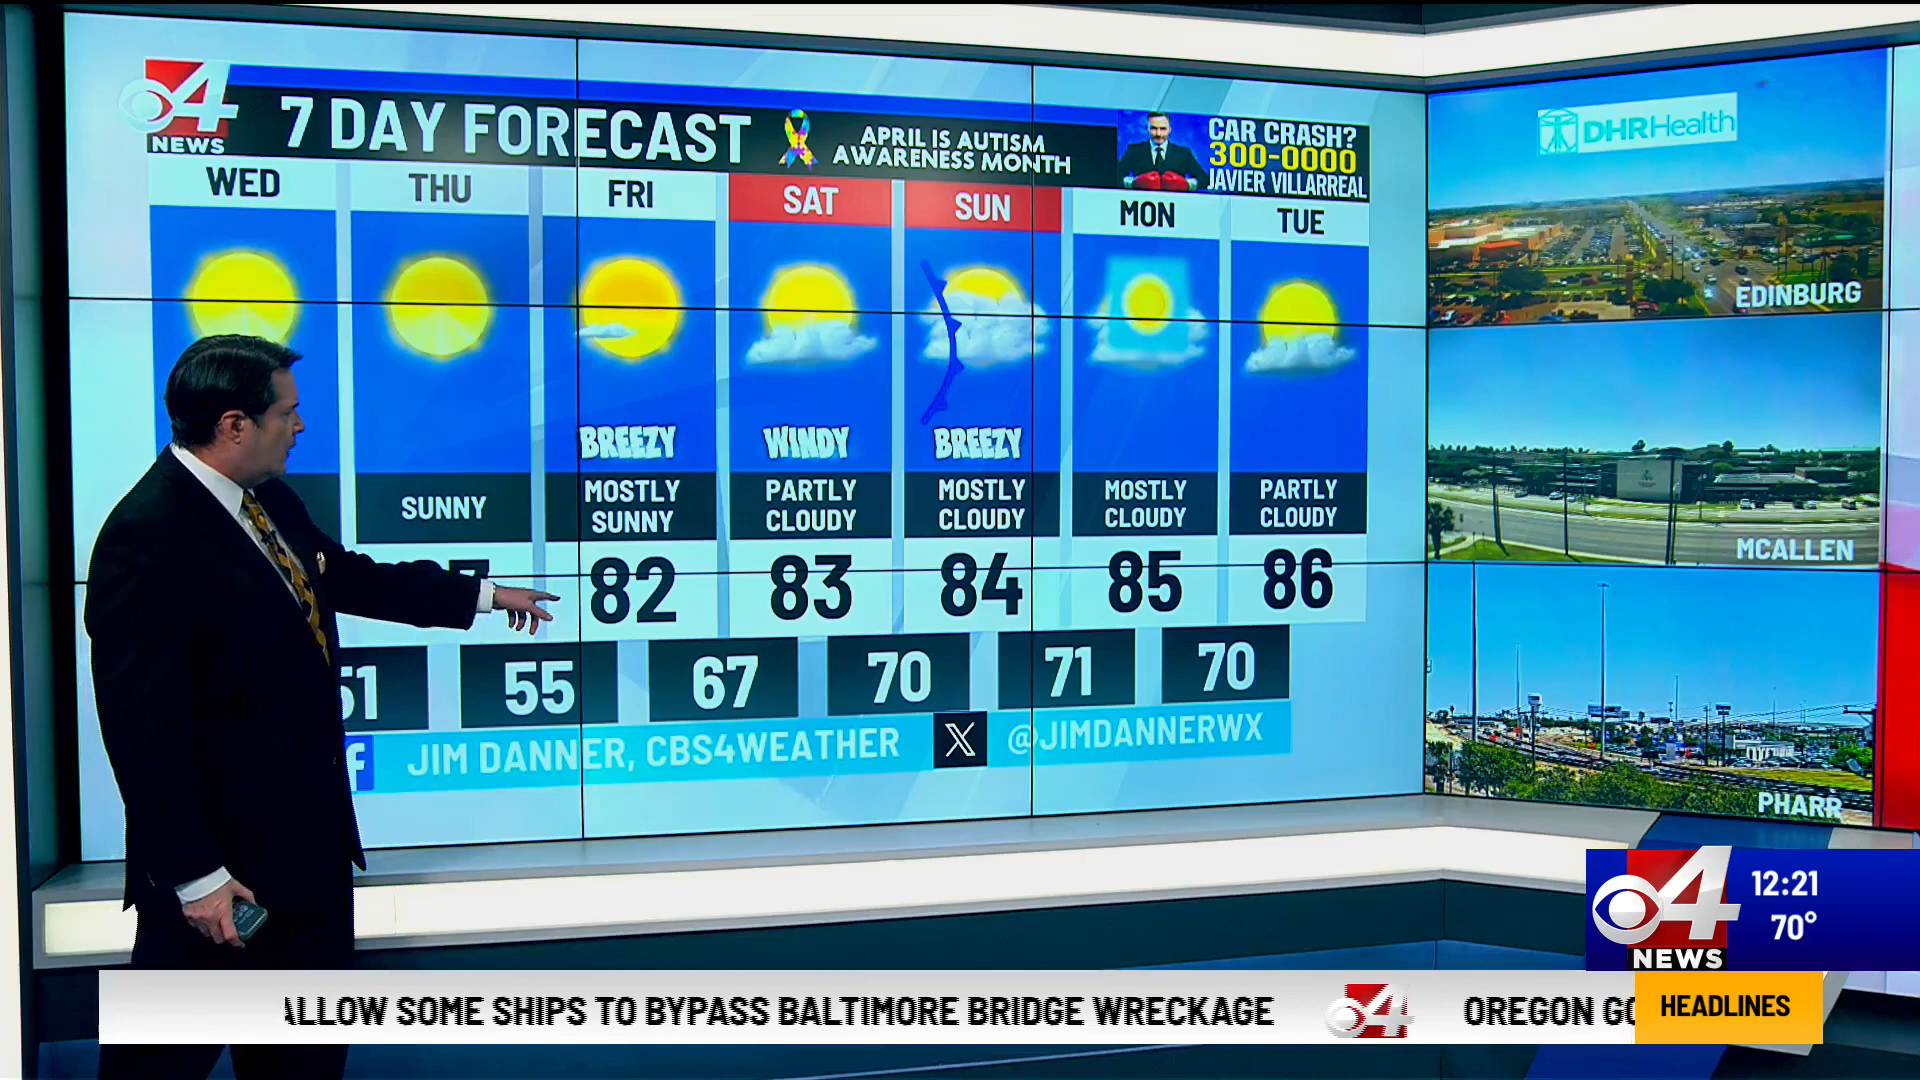 4
NEWS
7 DAY FORECAST
APRIL IS AUTISM
AWARENESS MONTH
CAR CRASH?
300-0000
JAVIER VILLARREAL
WED
THU
FRI
SAT
SUN
MON
TUE
BREEZY
WINDY
BREEZY
SUNNY
MOSTLY
SUNNY
PARTLY
CLOUDY
MOSTLY
CLOUDY
MOSTLY
CLOUDY
PARTLY
CLOUDY
82
83
84
85
86
51
55
67
70
71
70
f
JIM DANNER, CBS4WEATHER
X
@JIMDANNERWX
DHRHealth
EDINBURG
MCALLEN
PHARR
4
NEWS
12:21
70°
ALLOW SOME SHIPS TO BYPASS BALTIMORE BRIDGE WRECKAGE
4
OREGON
HEADLINES